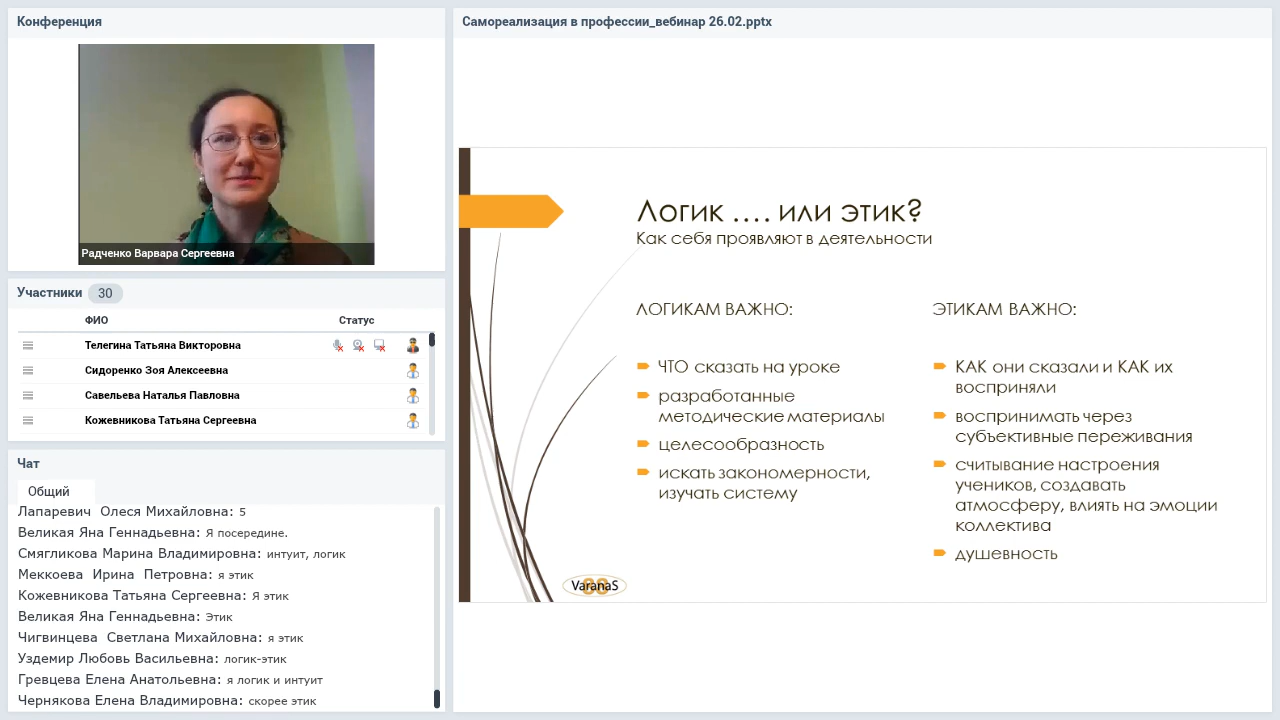 Конференция
Радченко Варвара Сергеевна
Участники 30
ФИО Статус
Телегина Татьяна Викторовна
Сидоренко Зоя Алексеевна
Савельева Наталья Павловна
Кожевникова Татьяна Сергеевна
Чат
Общий
Лапаревич Олеся Михайловна: 5
Великая Яна Геннадьевна: Я посередине.
Смягликова Марина Владимировна: интуит, логик
Меккоева Ирина Петровна: я этик
Кожевникова Татьяна Сергеевна: Я этик
Великая Яна Геннадьевна: Этик
Чигвинцева Светлана Михайловна: я этик
Уздемир Любовь Васильевна: логик-этик
Гревцева Елена Анатольевна: я логик и интуит
Чернякова Елена Владимировна: скорее этик
Самореализация в профессии_вебинар 26.02.pptx
Логик .... или этик?
Как себя проявляют в деятельности
ЛОГИКАМ ВАЖНО:
ЧТО сказать на уроке
разработанные
методические материалы
целесообразность
искать закономерности,
изучать систему
ЭТИКАМ ВАЖНО:
КАК они сказали и КАК их
восприняли
воспринимать через
субъективные переживания
считывание настроения
учеников, создавать
атмосферу, влиять на эмоции
коллектива
душевность
VaranaS